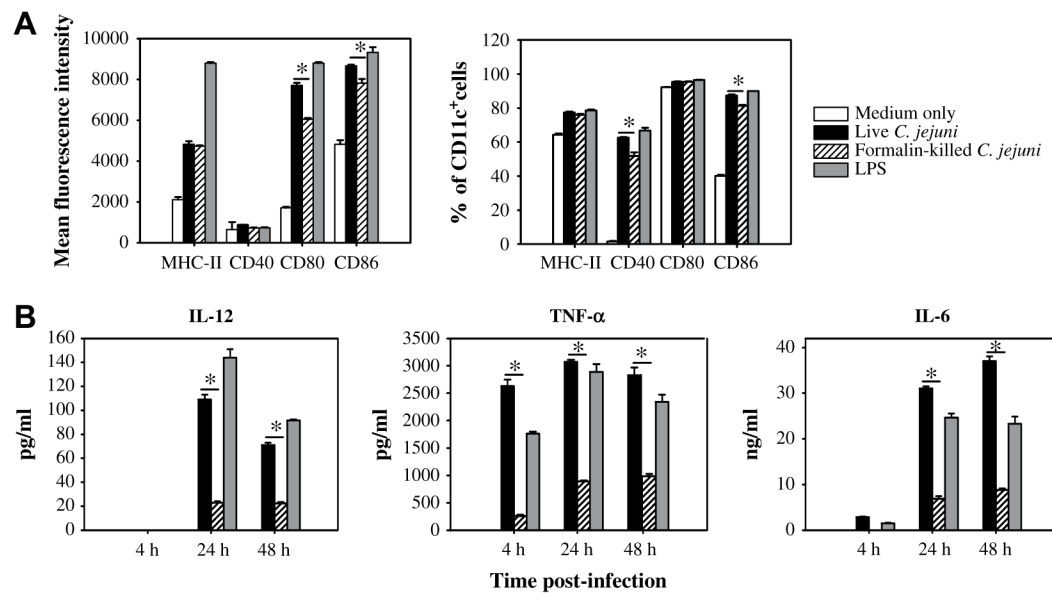 A
Mean fluorescence intensity
10000
8000
6000
4000
2000
0
*
*
MHC-II CD40 CD80 CD86
% of CD11c+cells
120
100
80
60
40
20
0
*
*
MHC-II CD40 CD80 CD86
Medium only
Live C. jejuni
Formalin-killed C. jejuni
LPS
B
IL-12
pg/ml
160
140
120
100
80
60
40
20
0
*
*
4 h 24 h 48 h
TNF-α
pg/ml
3500
3000
2500
2000
1500
1000
500
0
*
*
*
4 h 24 h 48 h
IL-6
ng/ml
40
30
20
10
0
*
*
4 h 24 h 48 h
Time post-infection